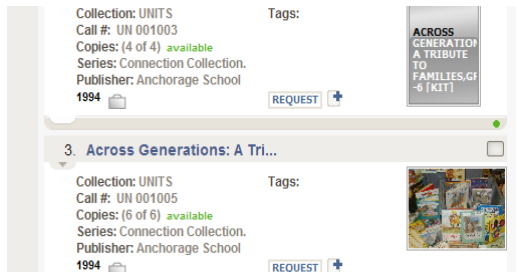 Collection: UNITS
Tags:
Call #: UN 001003
Copies: (4 of 4) available
Series: Connection Collection.
Publisher: Anchorage School
1994
REQUEST
ACROSS
GENERATION
A TRIBUTE
TO
FAMILIES,GR
-6 [KIT]
3. Across Generations: A Tri...
Collection: UNITS
Tags:
Call #: UN 001005
Copies: (6 of 6) available
Series: Connection Collection.
Publisher: Anchorage School
1994
REQUEST